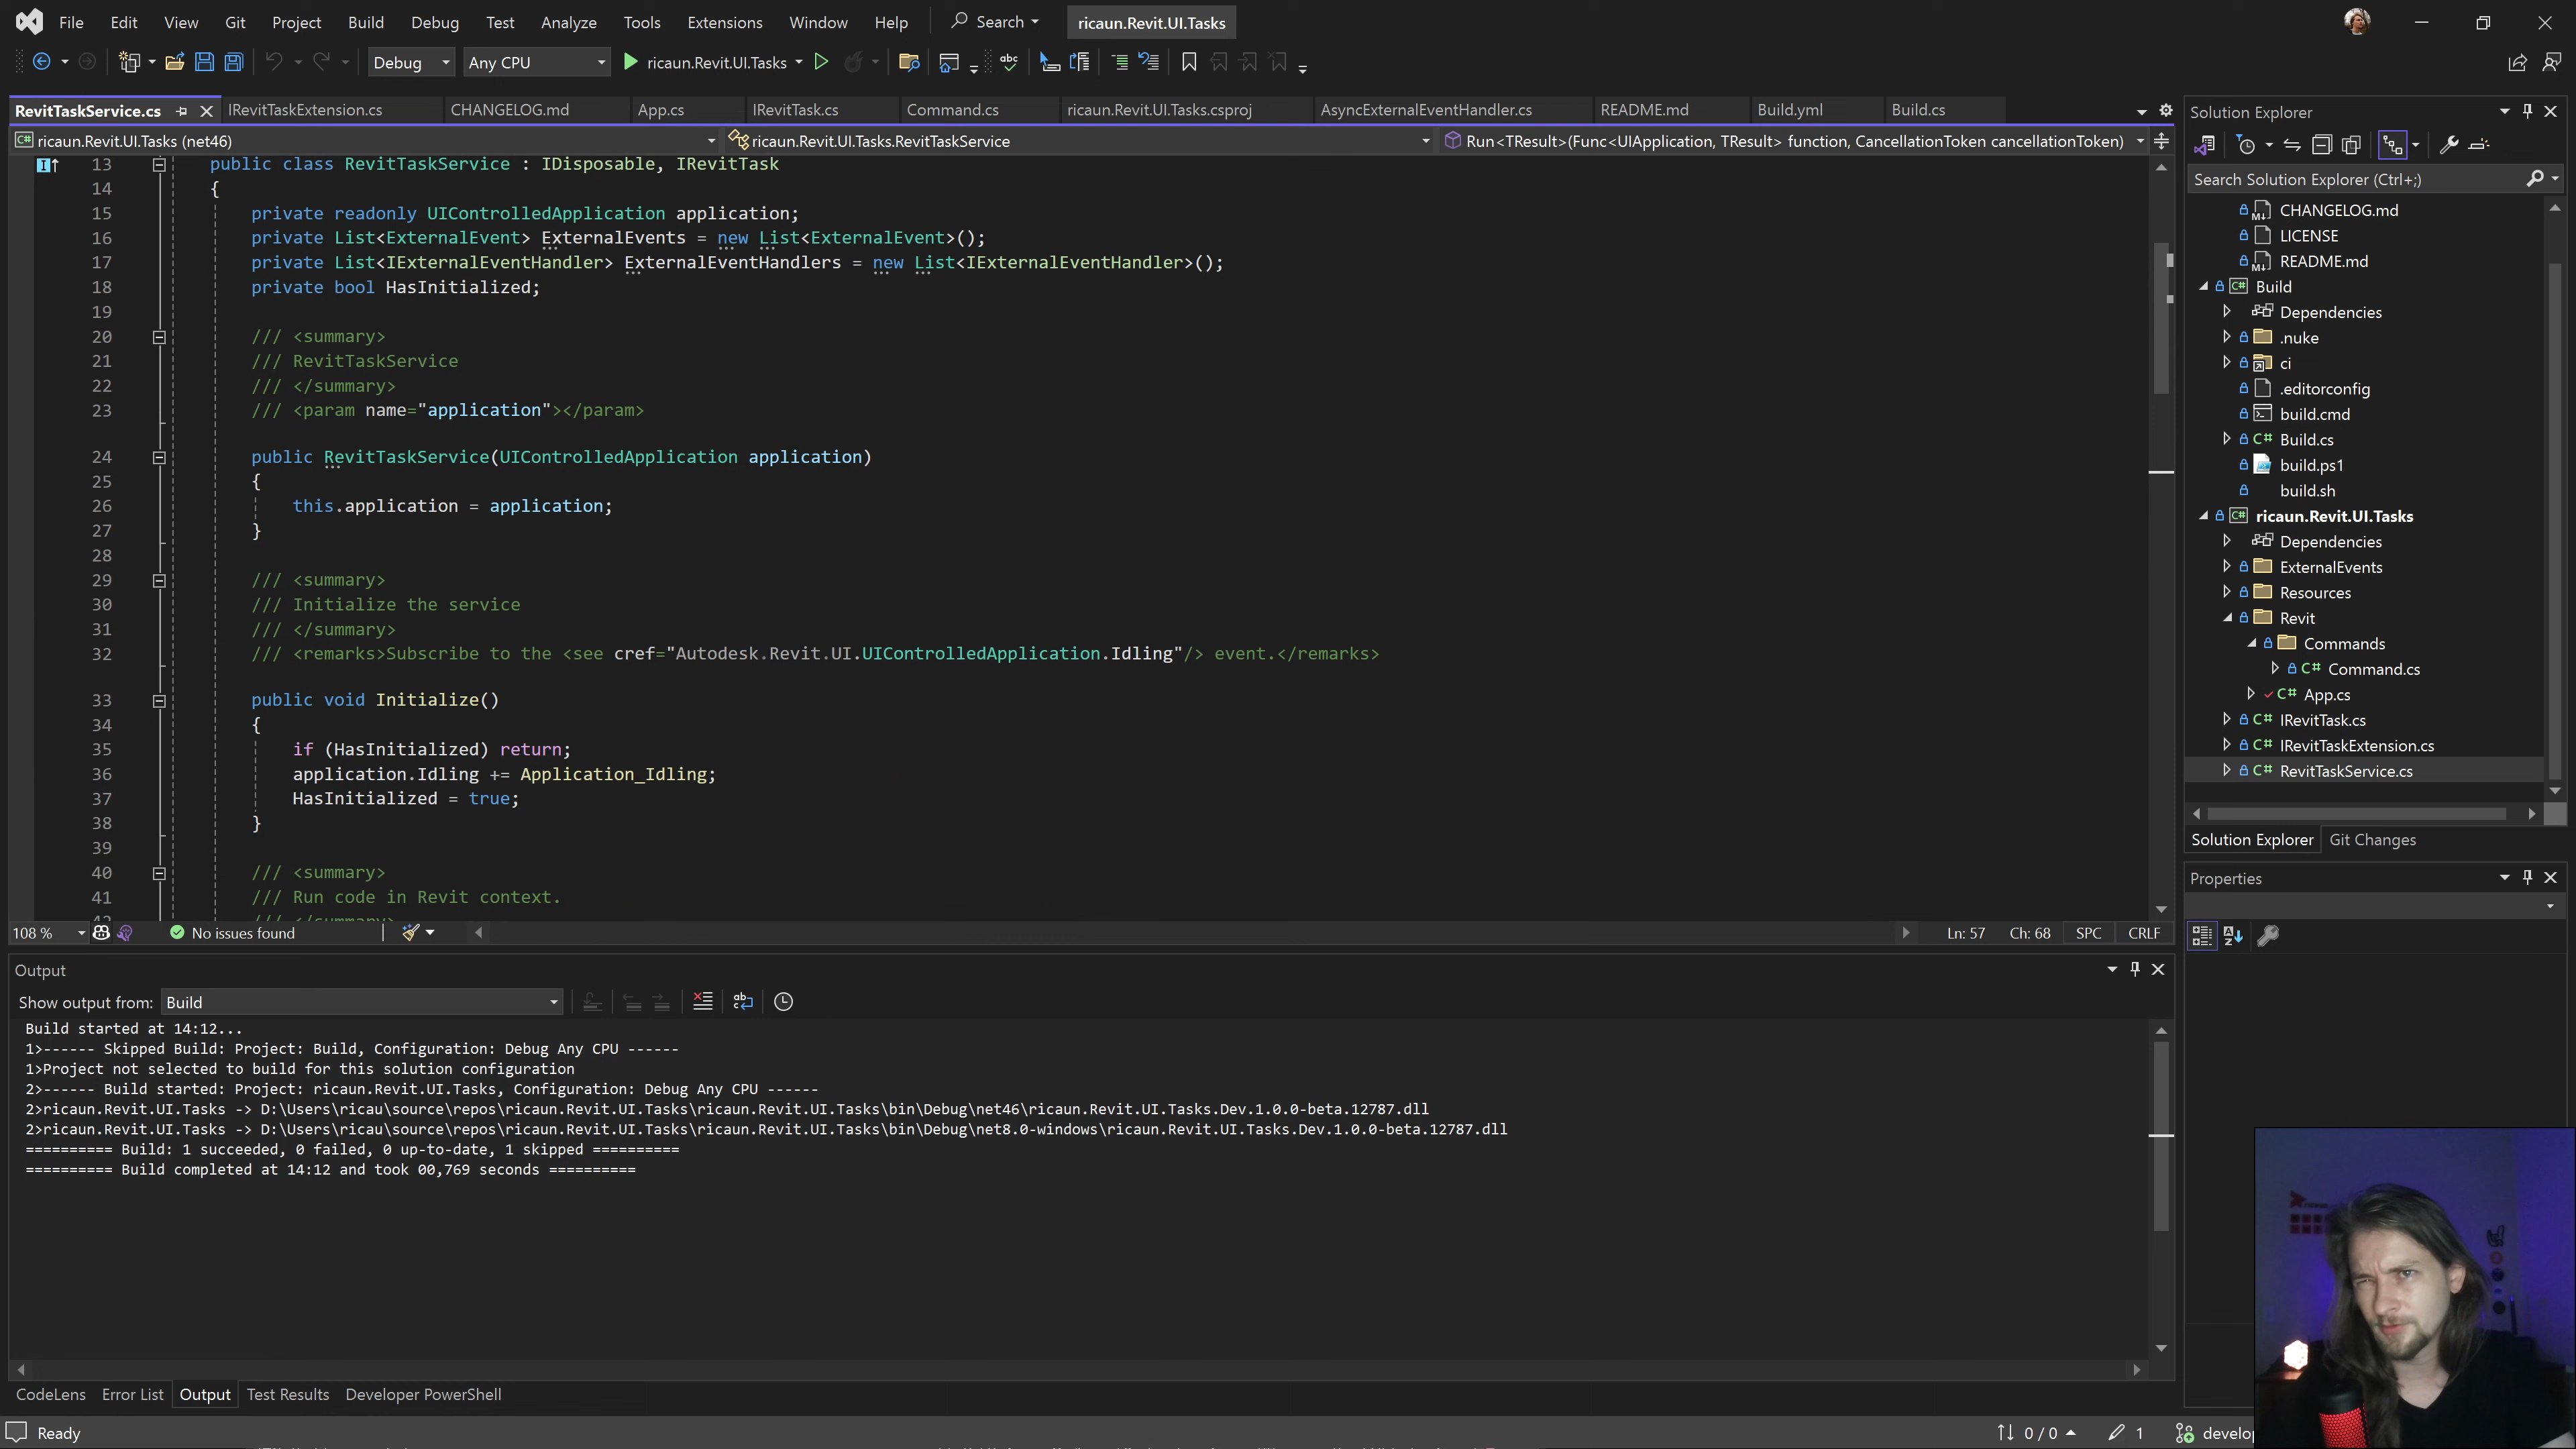 File Edit View Git Project Build Debug Test Analyze Tools Extensions Window Help Search ricaun.Revit.UI.Tasks
Debug Any CPU ricaun.Revit.UI.Tasks
RevitTaskService.cs IRevitTaskExtension.cs CHANGELOG.md App.cs IRevitTask.cs Command.cs ricaun.Revit.UI.Tasks.csproj AsyncExternalEventHandler.cs README.md Build.yml Build.cs
ricaun.Revit.UI.Tasks (net46) ricaun.Revit.UI.Tasks.RevitTaskService Run<TResult>(Func<UIApplication, TResult> function, CancellationToken cancellationToken)
13 public class RevitTaskService : IDisposable, IRevitTask
14 {
15 private readonly UIControlledApplication application;
16 private List<ExternalEvent> ExternalEvents = new List<ExternalEvent>();
17 private List<IExternalEventHandler> ExternalEventHandlers = new List<IExternalEventHandler>();
18 private bool HasInitialized;
19
20 /// <summary>
21 /// RevitTaskService
22 /// </summary>
23 /// <param name="application"></param>
24 public RevitTaskService(UIControlledApplication application)
25 {
26 this.application = application;
27 }
28
29 /// <summary>
30 /// Initialize the service
31 /// </summary>
32 /// <remarks>Subscribe to the <see cref="Autodesk.Revit.UI.UIControlledApplication.Idling"/> event.</remarks>
33 public void Initialize()
34 {
35 if (HasInitialized) return;
36 application.Idling += Application_Idling;
37 HasInitialized = true;
38 }
39
40 /// <summary>
41 /// Run code in Revit context.
42 /// </summary>
108 % No issues found Ln: 57 Ch: 68 SPC CRLF
Output
Show output from: Build
Build started at 14:12...
1>------ Skipped Build: Project: Build, Configuration: Debug Any CPU ------
1>Project not selected to build for this solution configuration
2>------ Build started: Project: ricaun.Revit.UI.Tasks, Configuration: Debug Any CPU ------
2>ricaun.Revit.UI.Tasks -> D:\Users\ricau\source\repos\ricaun.Revit.UI.Tasks\ricaun.Revit.UI.Tasks\bin\Debug\net46\ricaun.Revit.UI.Tasks.Dev.1.0.0-beta.12787.dll
2>ricaun.Revit.UI.Tasks -> D:\Users\ricau\source\repos\ricaun.Revit.UI.Tasks\ricaun.Revit.UI.Tasks\bin\Debug\net8.0-windows\ricaun.Revit.UI.Tasks.Dev.1.0.0-beta.12787.dll
========== Build: 1 succeeded, 0 failed, 0 up-to-date, 1 skipped ==========
========== Build completed at 14:12 and took 00,769 seconds ==========
CodeLens Error List Output Test Results Developer PowerShell
Ready 0 / 0 1 develop
Solution Explorer
Search Solution Explorer (Ctrl+;)
CHANGELOG.md
LICENSE
README.md
Build
Dependencies
.nuke
ci
.editorconfig
build.cmd
Build.cs
build.ps1
build.sh
ricaun.Revit.UI.Tasks
Dependencies
ExternalEvents
Resources
Revit
Commands
Command.cs
App.cs
IRevitTask.cs
IRevitTaskExtension.cs
RevitTaskService.cs
Solution Explorer Git Changes
Properties